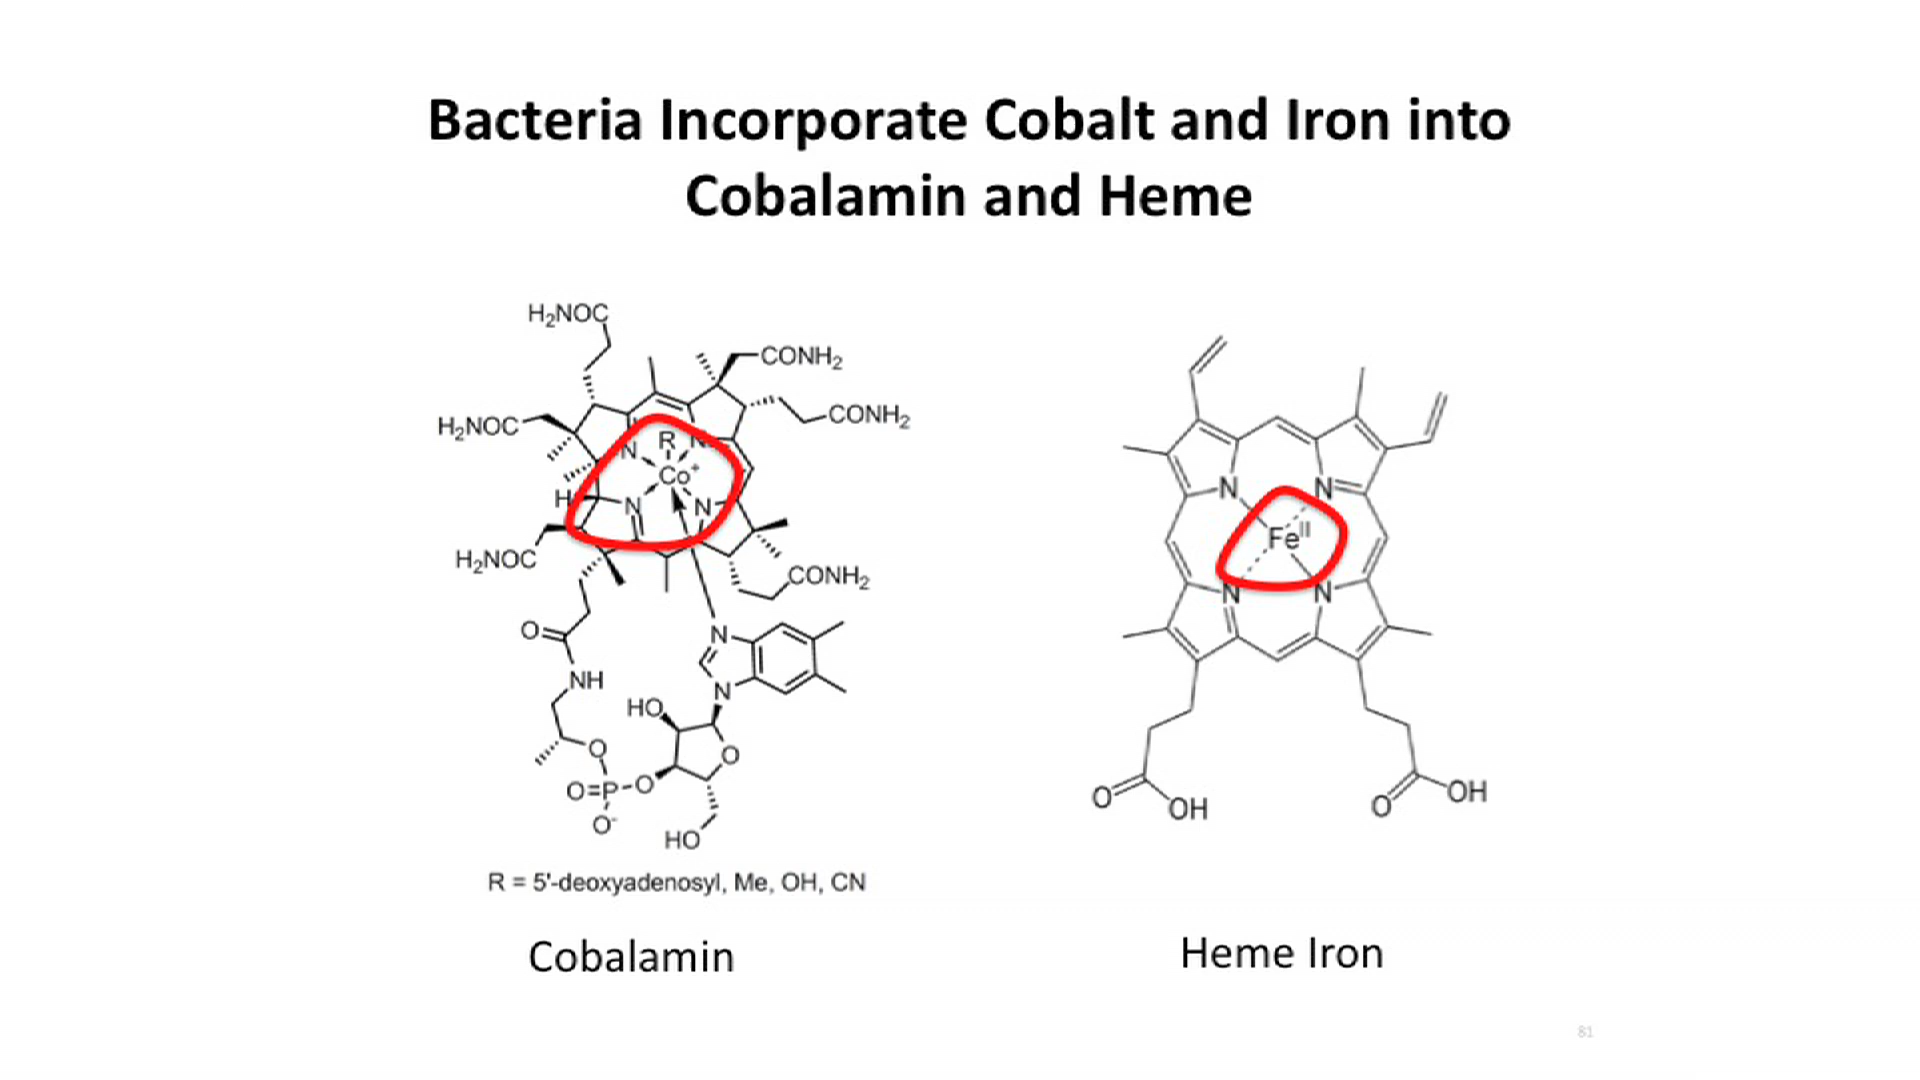 Bacteria Incorporate Cobalt and Iron into
Cobalamin and Heme
H₂NOC
CONH₂
H₂NOC
CONH₂
R
N
N
Co⁺
H
N
N
H₂NOC
CONH₂
O
N
NH
N
HO
O
O
O=P-O
O⁻
HO
R = 5'-deoxyadenosyl, Me, OH, CN
Cobalamin
N
N
Feᴵᴵ
N
N
O
OH
O
OH
Heme Iron
81